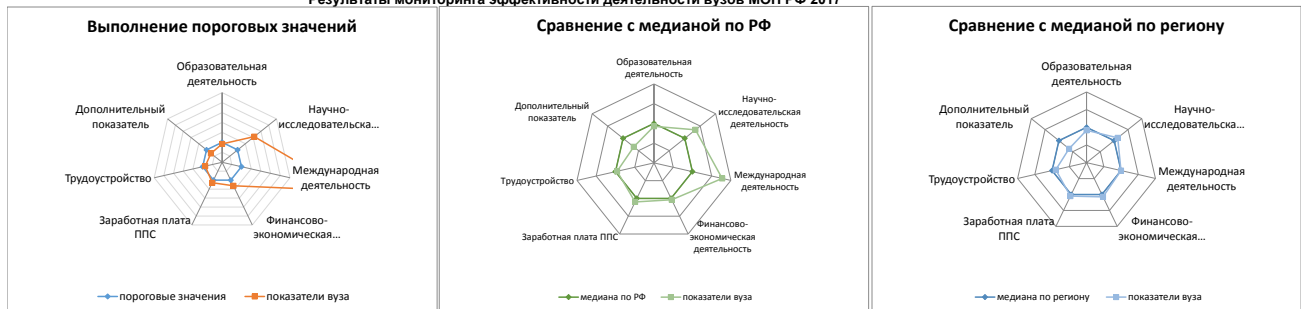 Результаты мониторинга эффективности деятельности вузов МОН РФ 2017
Выполнение пороговых значений
Образовательная
деятельность
Научно-
исследовательска…
Международная
деятельность
Финансово-
экономическая…
Заработная плата
ППС
Трудоустройство
Дополнительный
показатель
пороговые значения
показатели вуза
Сравнение с медианой по РФ
Образовательная
деятельность
Научно-
исследовательская
деятельность
Международная
деятельность
Финансово-
экономическая
деятельность
Заработная плата ППС
Трудоустройство
Дополнительный
показатель
медиана по РФ
показатели вуза
Сравнение с медианой по региону
Образовательная
деятельность
Научно-
исследовательска…
Международная
деятельность
Финансово-
экономическая…
Заработная плата
ППС
Трудоустройство
Дополнительный
показатель
медиана по региону
показатели вуза